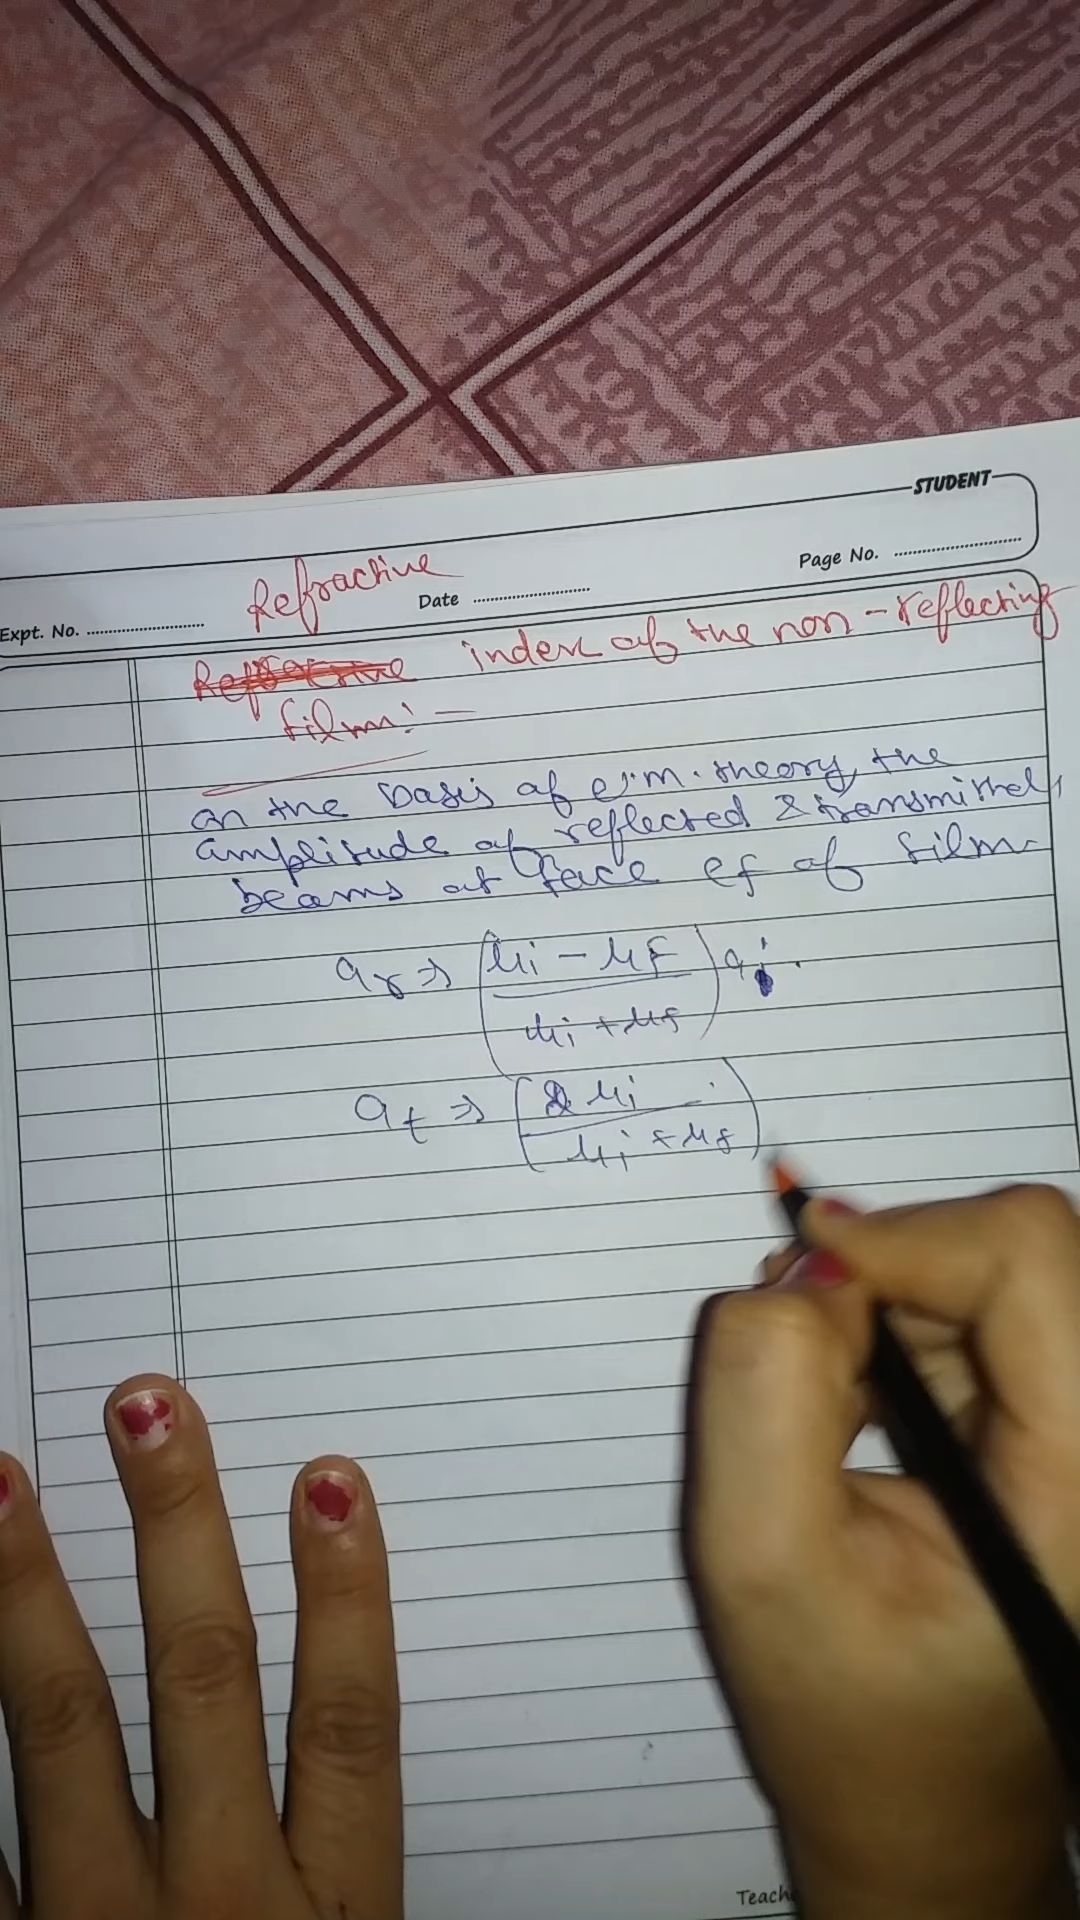 STUDENT
Page No.
Expt. No.
Date
Refractive
index of the non-reflecting
film:-
on the basis of e.m. theory, the
amplitude of reflected & transmitted
beams at face ef of film
ar ⇒ (μi - μf / μi + μf) ai
at ⇒ (2 μi / μi + μf)
Teach